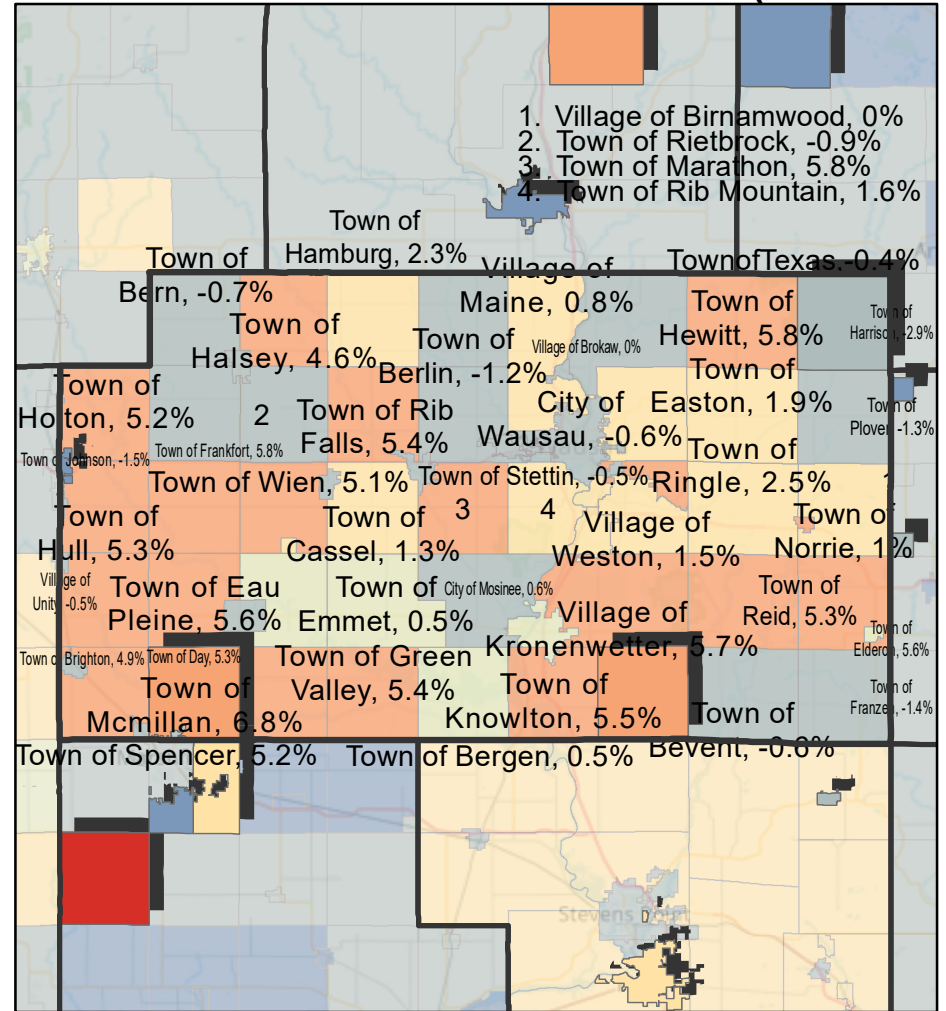 1. Village of Birnamwood, 0%
2. Town of Rietbrock, -0.9%
3. Town of Marathon, 5.8%
4. Town of Rib Mountain, 1.6%
Town of
Hamburg, 2.3%
Town of
Bern, -0.7%
Village of
Maine, 0.8%
TownofTexas,-0.4%
Town of
Halsey, 4.6%
Town of
Hewitt, 5.8%
Town of
Harrison, -2.9%
Town of
Berlin, -1.2%
Village of Brokaw, 0%
Town of
Holton, 5.2%
2
Town of Rib
Falls, 5.4%
City of
Wausau, -0.6%
Town of
Easton, 1.9%
Town of
Plover, -1.3%
Town of Johnson, -1.5%
Town of Frankfort, 5.8%
Town of Wien, 5.1%
Town of Stettin, -0.5%
Town of
Ringle, 2.5%
1
Town of
Hull, 5.3%
Town of
Cassel, 1.3%
3
4
Village of
Weston, 1.5%
Town of
Norrie, 1%
Village of
Unity, -0.5%
Town of Eau
Pleine, 5.6%
Town of
Emmet, 0.5%
City of Mosinee, 0.6%
Village of
Kronenwetter, 5.7%
Town of
Reid, 5.3%
Town of
Elderon, 5.6%
Town of Brighton, 4.9%
Town of Day, 5.3%
Town of Green
Valley, 5.4%
Town of
Mcmillan, 6.8%
Town of
Knowlton, 5.5%
Town of
Bevent, -0.6%
Town of
Franzen, -1.4%
Town of Spencer, 5.2%
Town of Bergen, 0.5%
Stevens Point